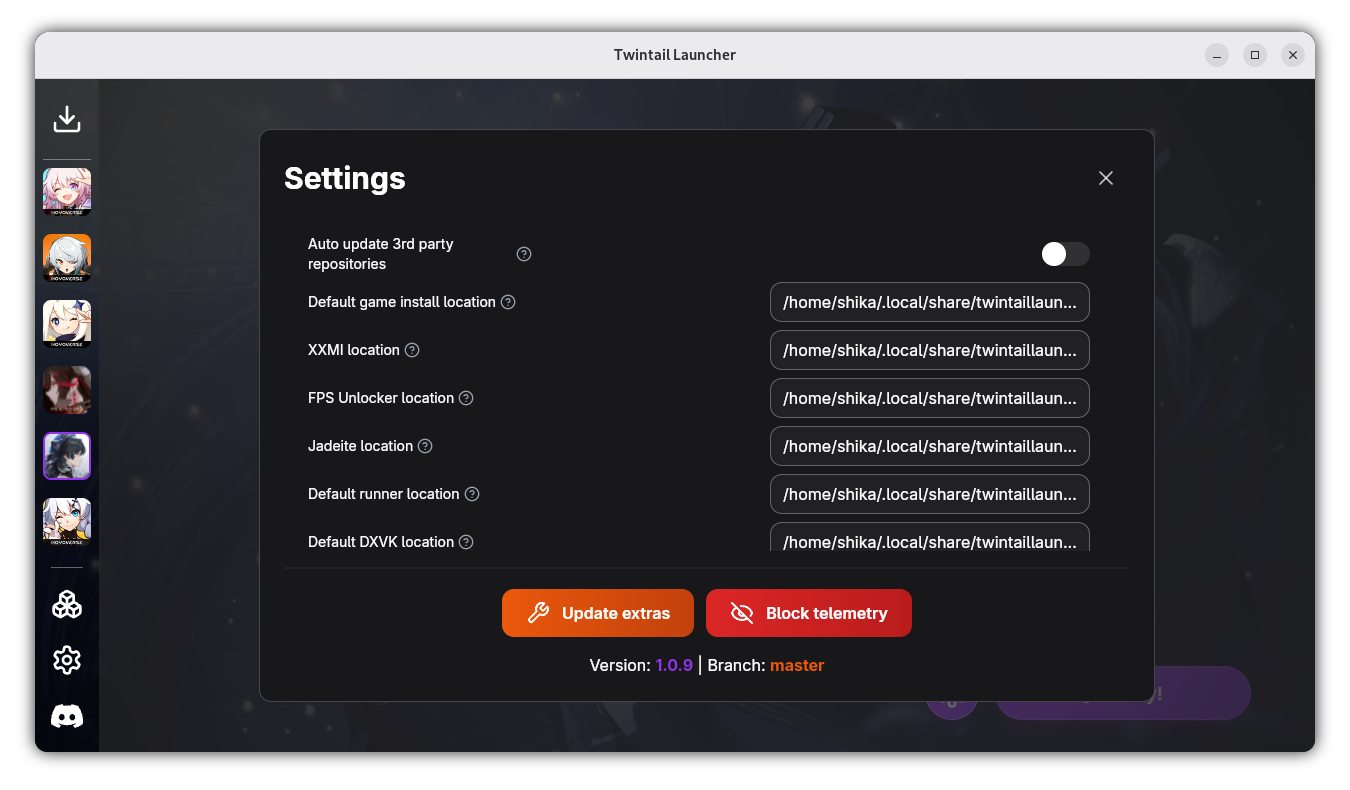 Twintail Launcher
HOYOVERSE
HOYOVERSE
HOYOVERSE
HOYOVERSE
Settings
Auto update 3rd party
repositories
Default game install location
/home/shika/.local/share/twintaillaun...
XXMI location
/home/shika/.local/share/twintaillaun...
FPS Unlocker location
/home/shika/.local/share/twintaillaun...
Jadeite location
/home/shika/.local/share/twintaillaun...
Default runner location
/home/shika/.local/share/twintaillaun...
Default DXVK location
/home/shika/.local/share/twintaillaun...
Update extras
Block telemetry
Version: 1.0.9 | Branch: master